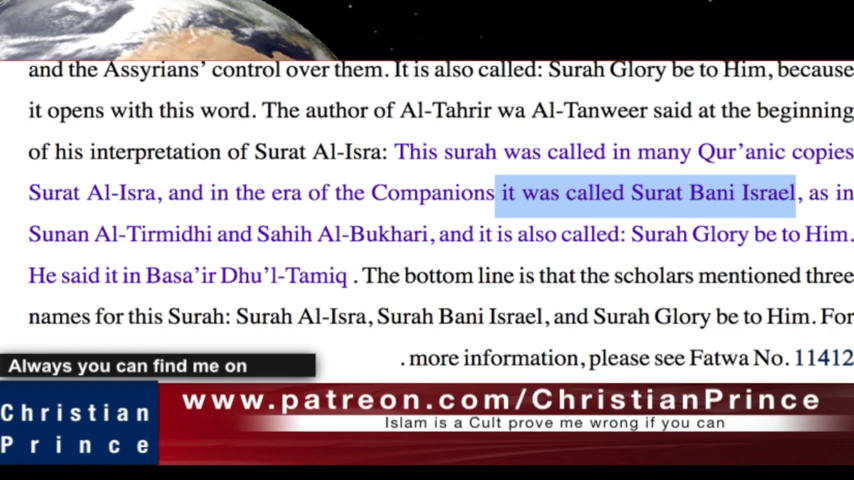 and the Assyrians' control over them. It is also called: Surah Glory be to Him, because
it opens with this word. The author of Al-Tahrir wa Al-Tanweer said at the beginning
of his interpretation of Surat Al-Isra: This surah was called in many Qur'anic copies
Surat Al-Isra, and in the era of the Companions it was called Surat Bani Israel, as in
Sunan Al-Tirmidhi and Sahih Al-Bukhari, and it is also called: Surah Glory be to Him.
He said it in Basa'ir Dhu'l-Tamiq . The bottom line is that the scholars mentioned three
names for this Surah: Surah Al-Isra, Surah Bani Israel, and Surah Glory be to Him. For
. more information, please see Fatwa No. 11412
Always you can find me on
Christian
Prince
www.patreon.com/ChristianPrince
Islam is a Cult prove me wrong if you can